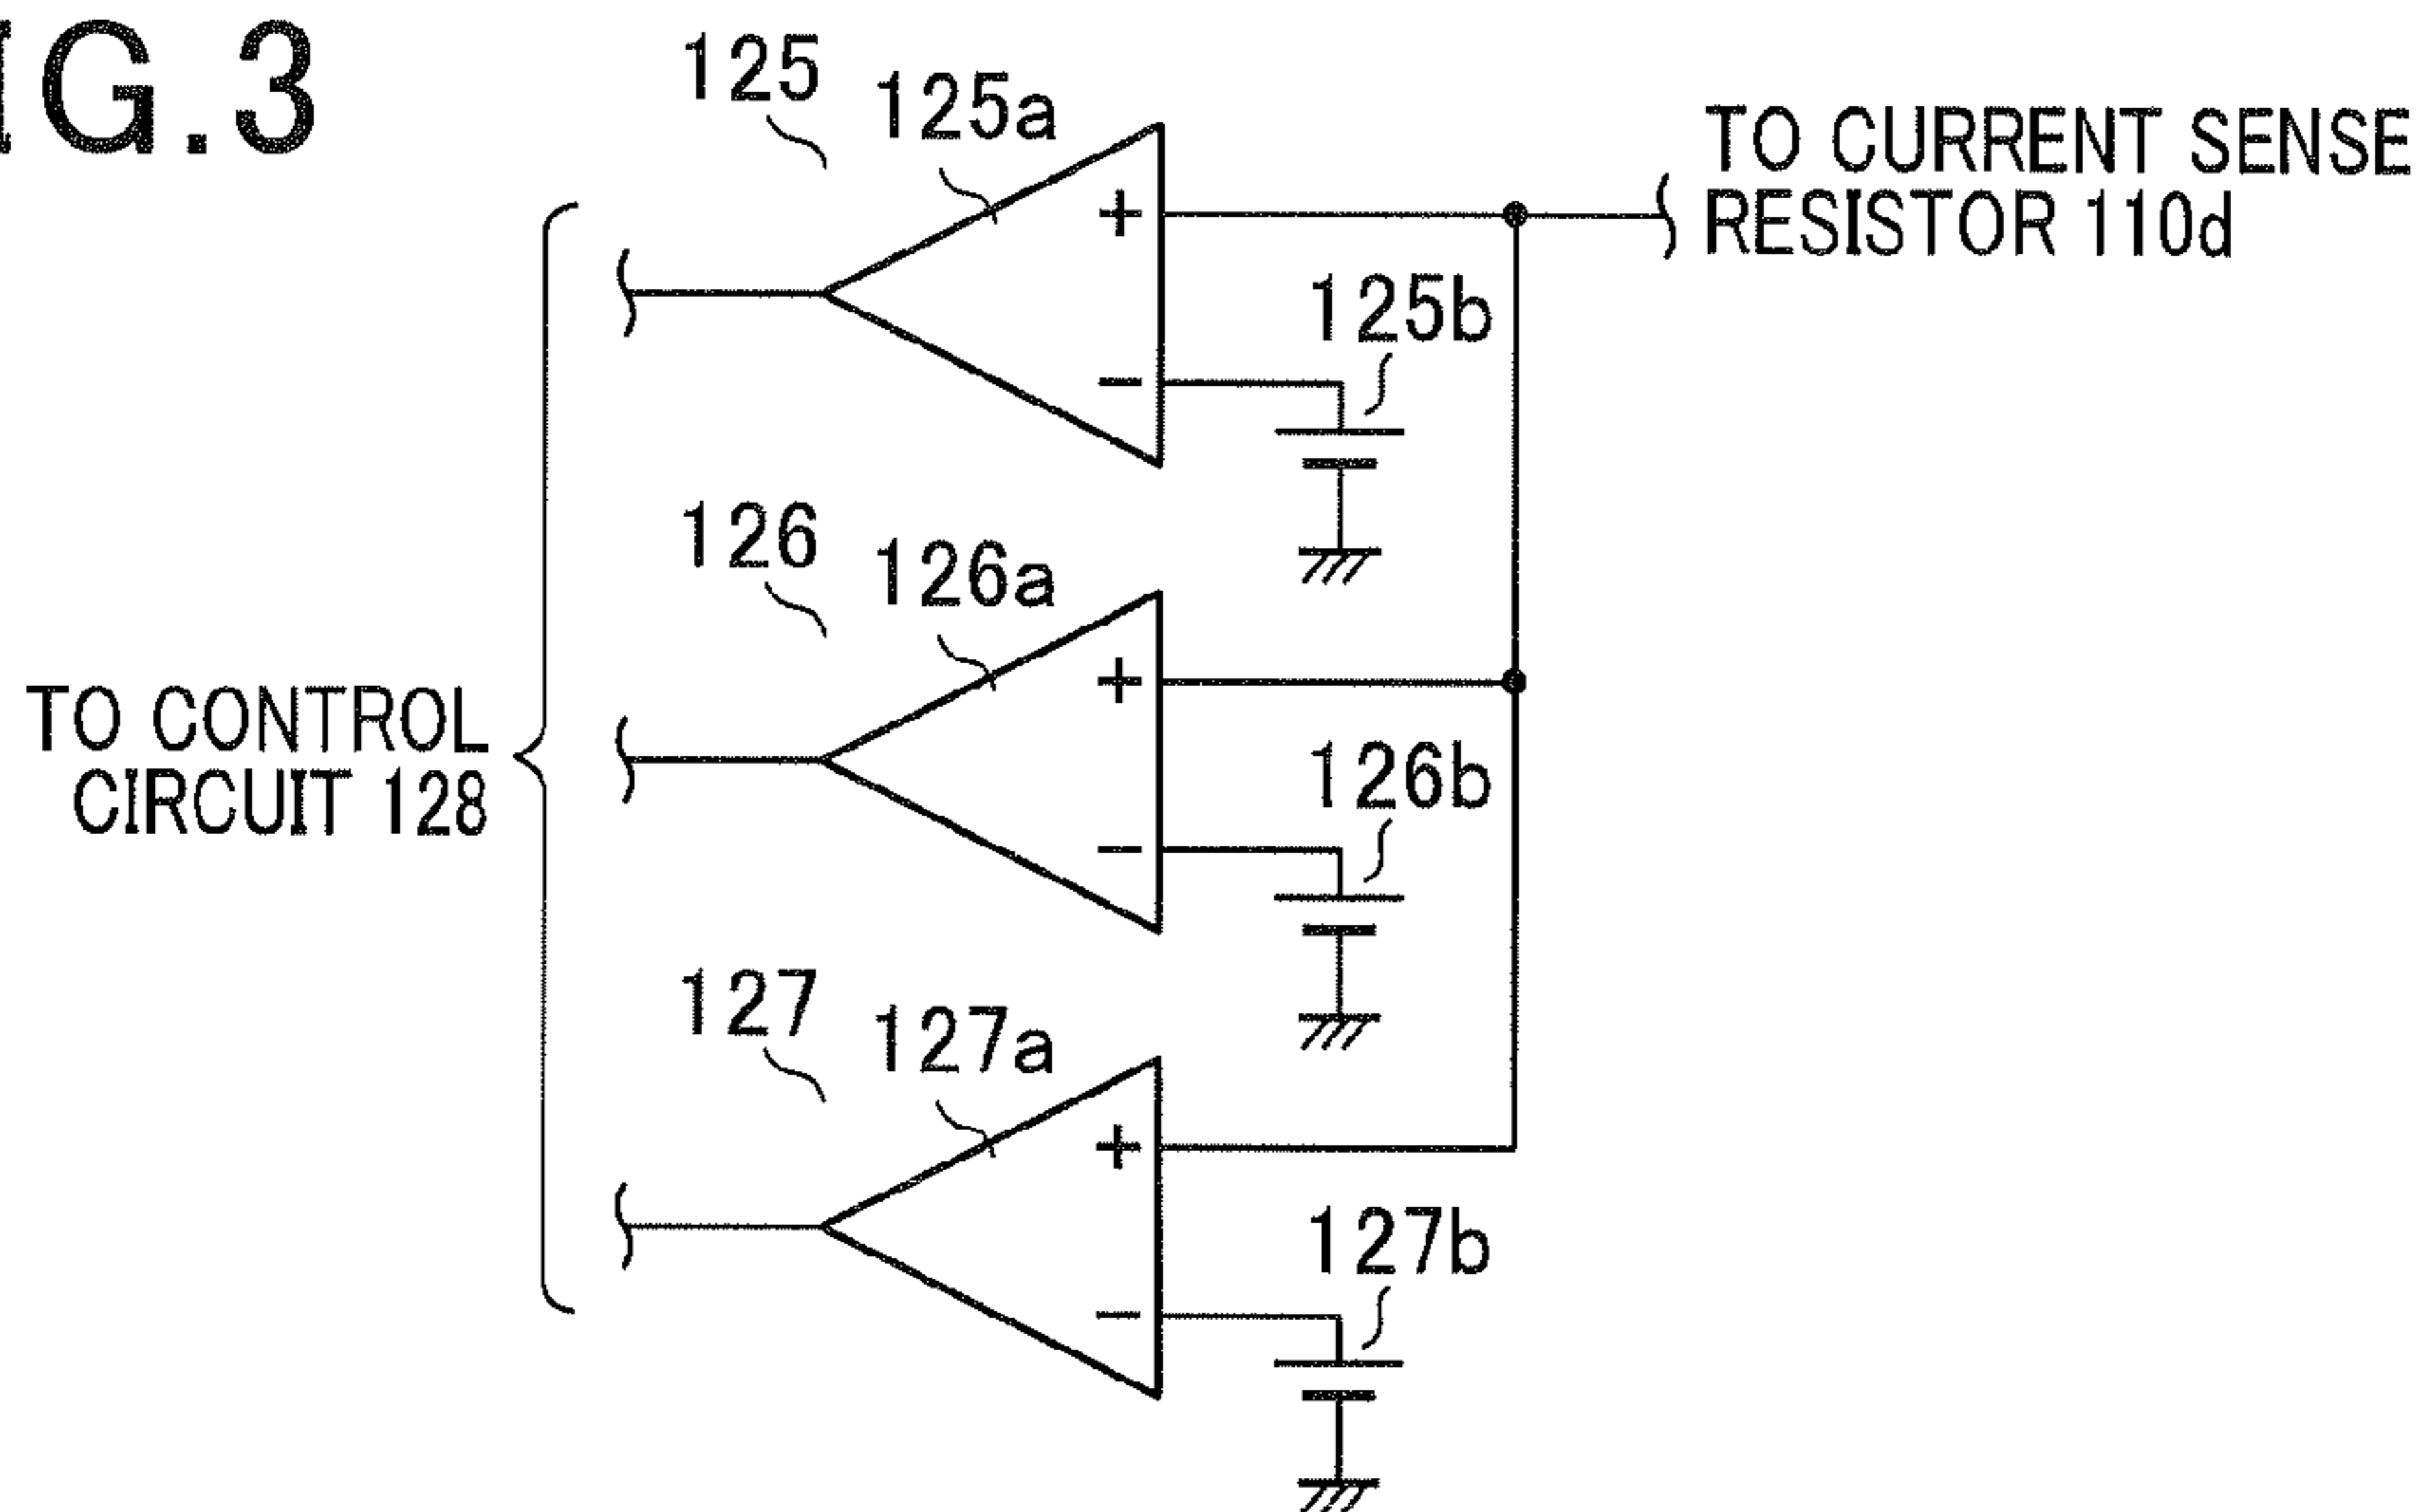 IG.3
125
125a
TO CURRENT SENSE
RESISTOR 110d
+
125b
−
126
126a
+
TO CONTROL
CIRCUIT 128
126b
−
127
127a
+
127b
−